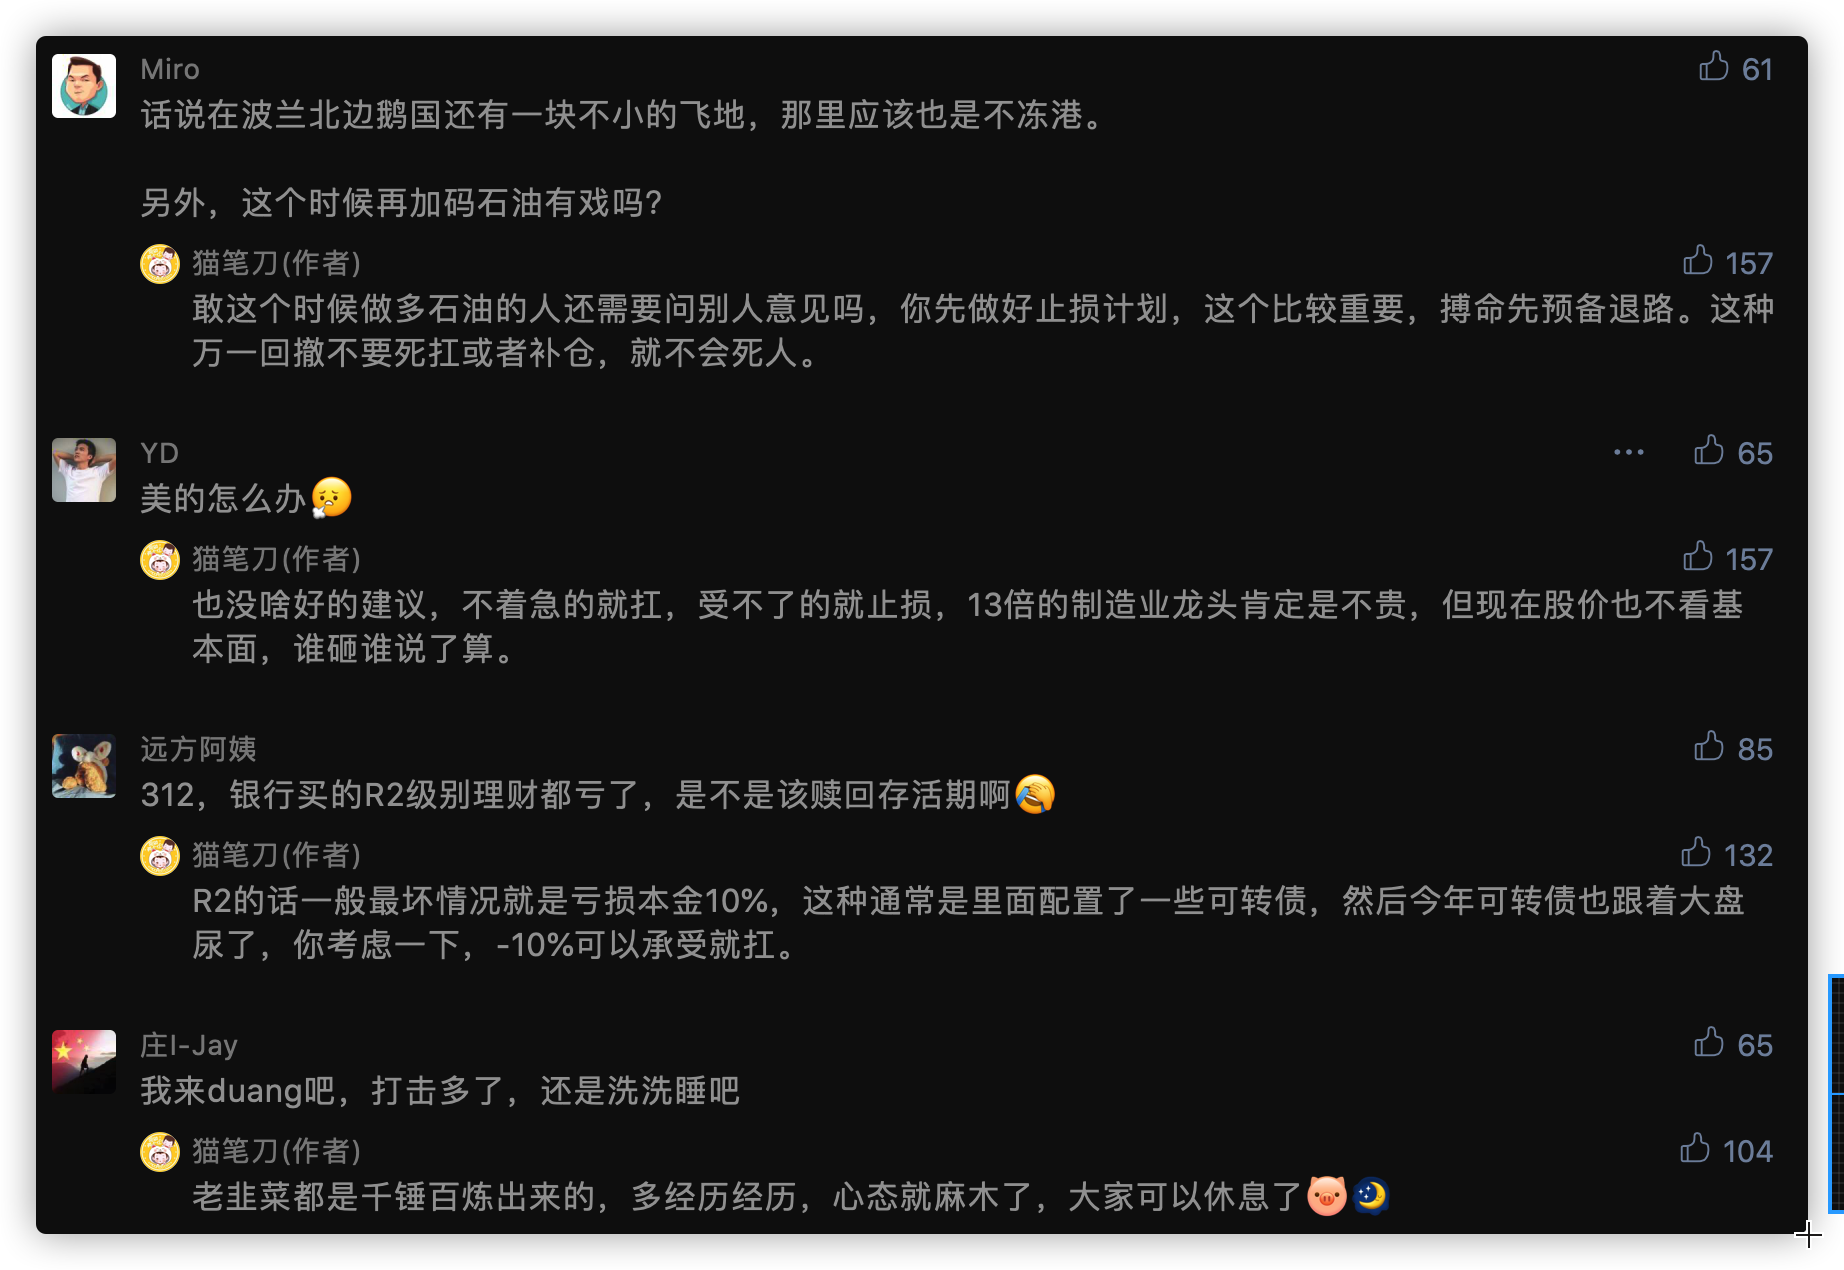 Miro
61
话说在波兰北边鹅国还有一块不小的飞地，那里应该也是不冻港。
另外，这个时候再加码石油有戏吗？
猫笔刀(作者)
157
敢这个时候做多石油的人还需要问别人意见吗，你先做好止损计划，这个比较重要，搏命先预备退路。这种
万一回撤不要死扛或者补仓，就不会死人。
YD
65
美的怎么办😮‍💨
猫笔刀(作者)
157
也没啥好的建议，不着急的就扛，受不了的就止损，13倍的制造业龙头肯定是不贵，但现在股价也不看基
本面，谁砸谁说了算。
远方阿姨
85
312，银行买的R2级别理财都亏了，是不是该赎回存活期啊🤣
猫笔刀(作者)
132
R2的话一般最坏情况就是亏损本金10%，这种通常是里面配置了一些可转债，然后今年可转债也跟着大盘
尿了，你考虑一下，-10%可以承受就扛。
庄I-Jay
65
我来duang吧，打击多了，还是洗洗睡吧
猫笔刀(作者)
104
老韭菜都是千锤百炼出来的，多经历经历，心态就麻木了，大家可以休息了🐷🌙